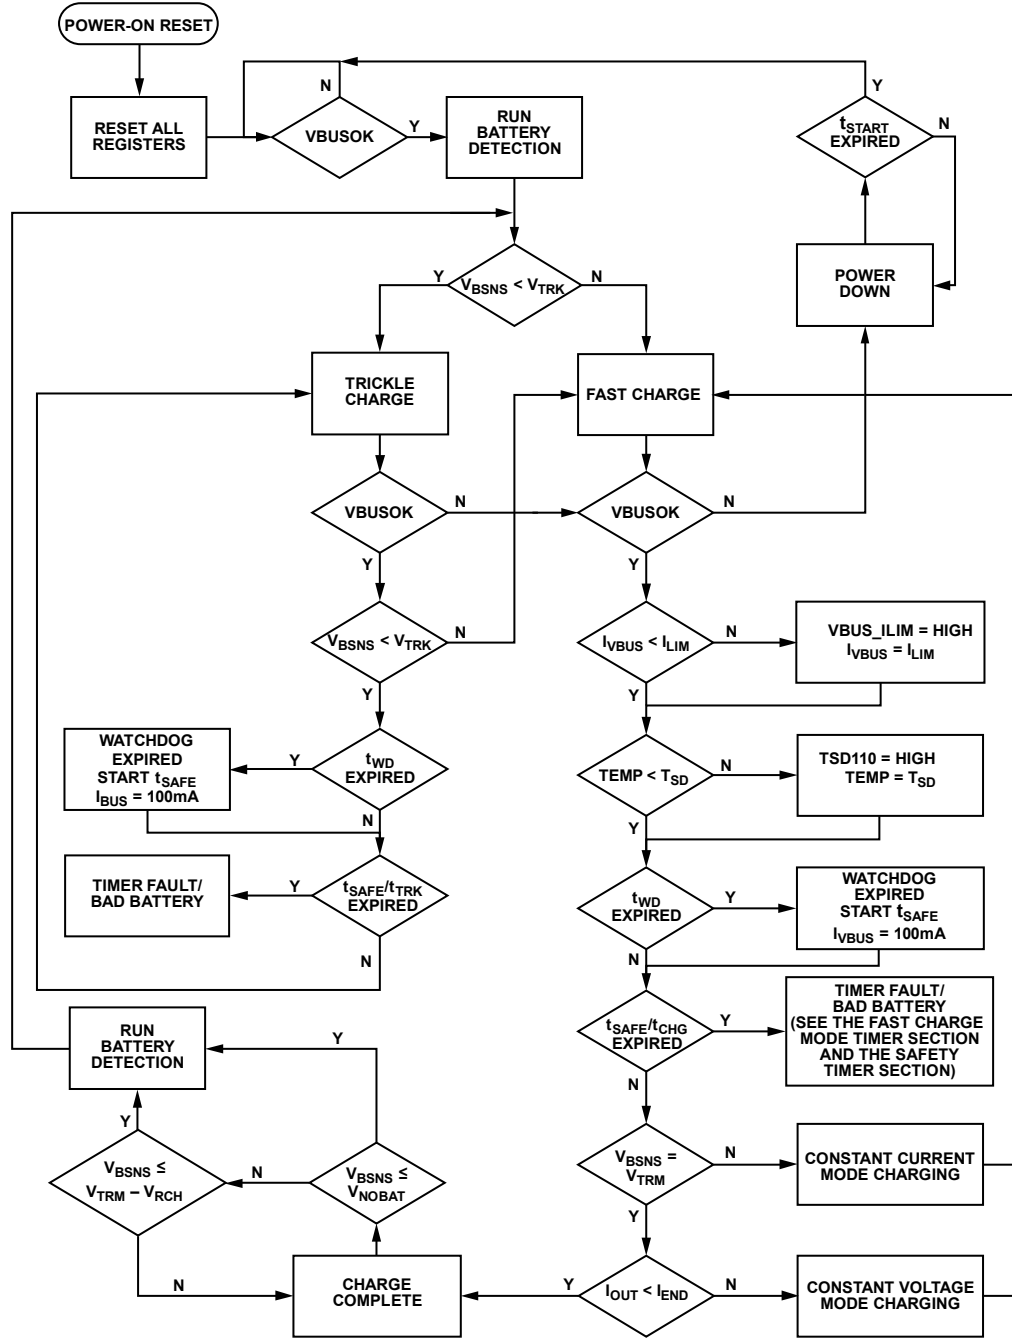 POWER-ON RESET
RESET ALL
REGISTERS
N
VBUSOK
Y
RUN
BATTERY
DETECTION
Y
tSTART
EXPIRED
N
POWER
DOWN
Y
VBSNS < VTRK
N
TRICKLE
CHARGE
FAST CHARGE
VBUSOK
N
Y
VBUSOK
N
Y
VBSNS < VTRK
N
Y
IVBUS < ILIM
N
Y
VBUS_ILIM = HIGH
IVBUS = ILIM
WATCHDOG
EXPIRED
START tSAFE
IBUS = 100mA
Y
tWD
EXPIRED
N
TEMP < TSD
N
Y
TSD110 = HIGH
TEMP = TSD
TIMER FAULT/
BAD BATTERY
Y
tSAFE/tTRK
EXPIRED
N
tWD
EXPIRED
Y
N
WATCHDOG
EXPIRED
START tSAFE
IVBUS = 100mA
tSAFE/tCHG
EXPIRED
Y
N
TIMER FAULT/
BAD BATTERY
(SEE THE FAST CHARGE
MODE TIMER SECTION
AND THE SAFETY
TIMER SECTION)
RUN
BATTERY
DETECTION
Y
Y
VBSNS ≤
VTRM – VRCH
N
VBSNS ≤
VNOBAT
N
VBSNS =
VTRM
N
Y
CONSTANT CURRENT
MODE CHARGING
CHARGE
COMPLETE
Y
IOUT < IEND
N
CONSTANT VOLTAGE
MODE CHARGING